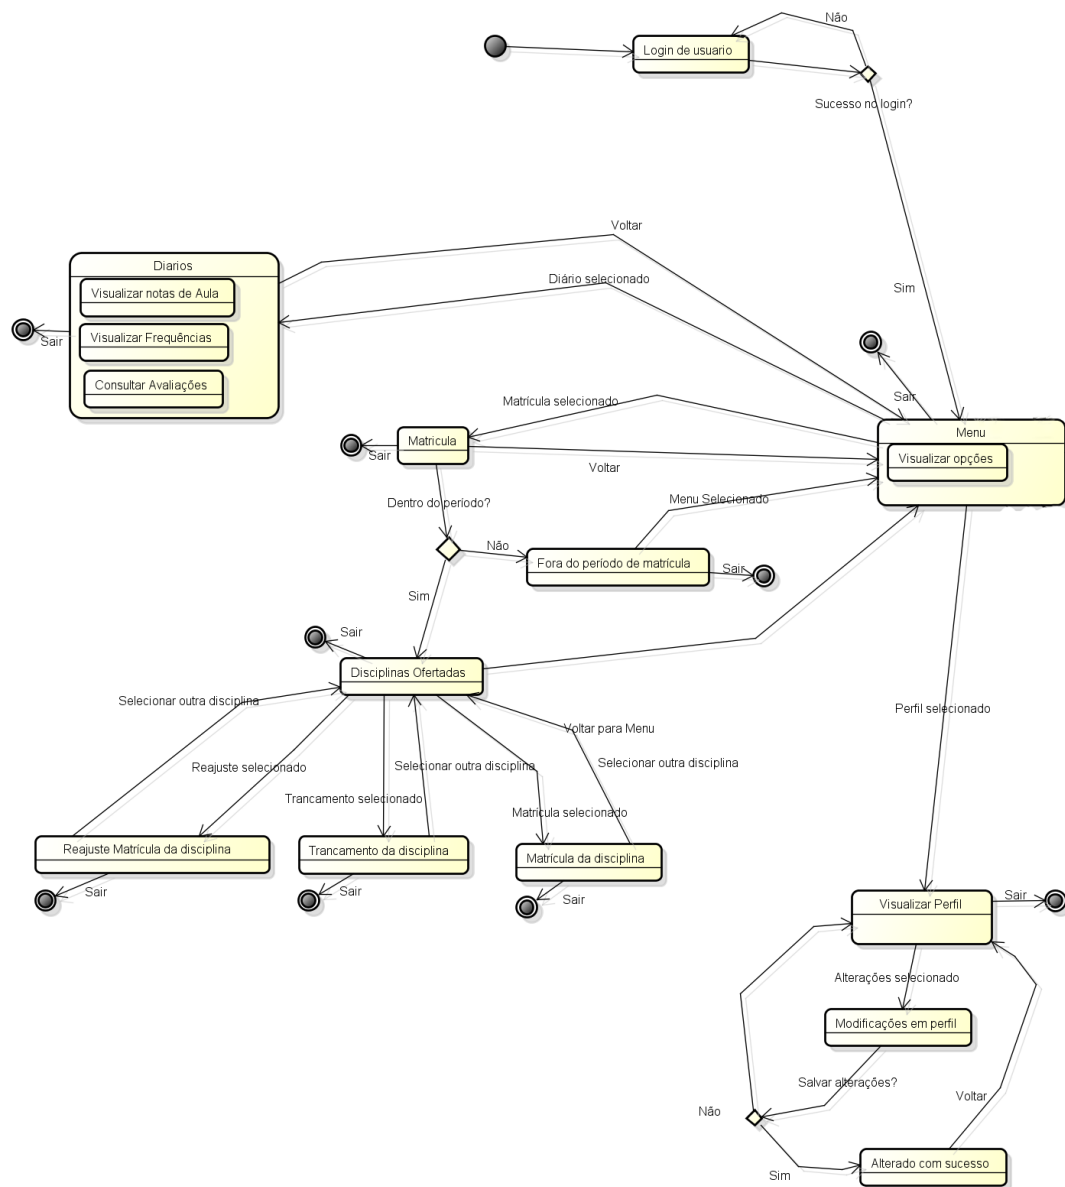 Não
Login de usuario
Sucesso no login?
Voltar
Diarios
Diário selecionado
Visualizar notas de Aula
Sim
Visualizar Frequências
Sair
Consultar Avaliações
Sair
Matrícula selecionado
Menu
Matricula
Sair
Voltar
Visualizar opções
Dentro do período?
Menu Selecionado
Não
Fora do período de matrícula
Sair
Sim
Sair
Disciplinas Ofertadas
Selecionar outra disciplina
Perfil selecionado
Voltar para Menu
Reajuste selecionado
Selecionar outra disciplina
Selecionar outra disciplina
Trancamento selecionado
Matrícula selecionado
Reajuste Matrícula da disciplina
Trancamento da disciplina
Matrícula da disciplina
Sair
Sair
Sair
Visualizar Perfil
Sair
Alterações selecionado
Modificações em perfil
Salvar alterações?
Voltar
Não
Sim
Alterado com sucesso